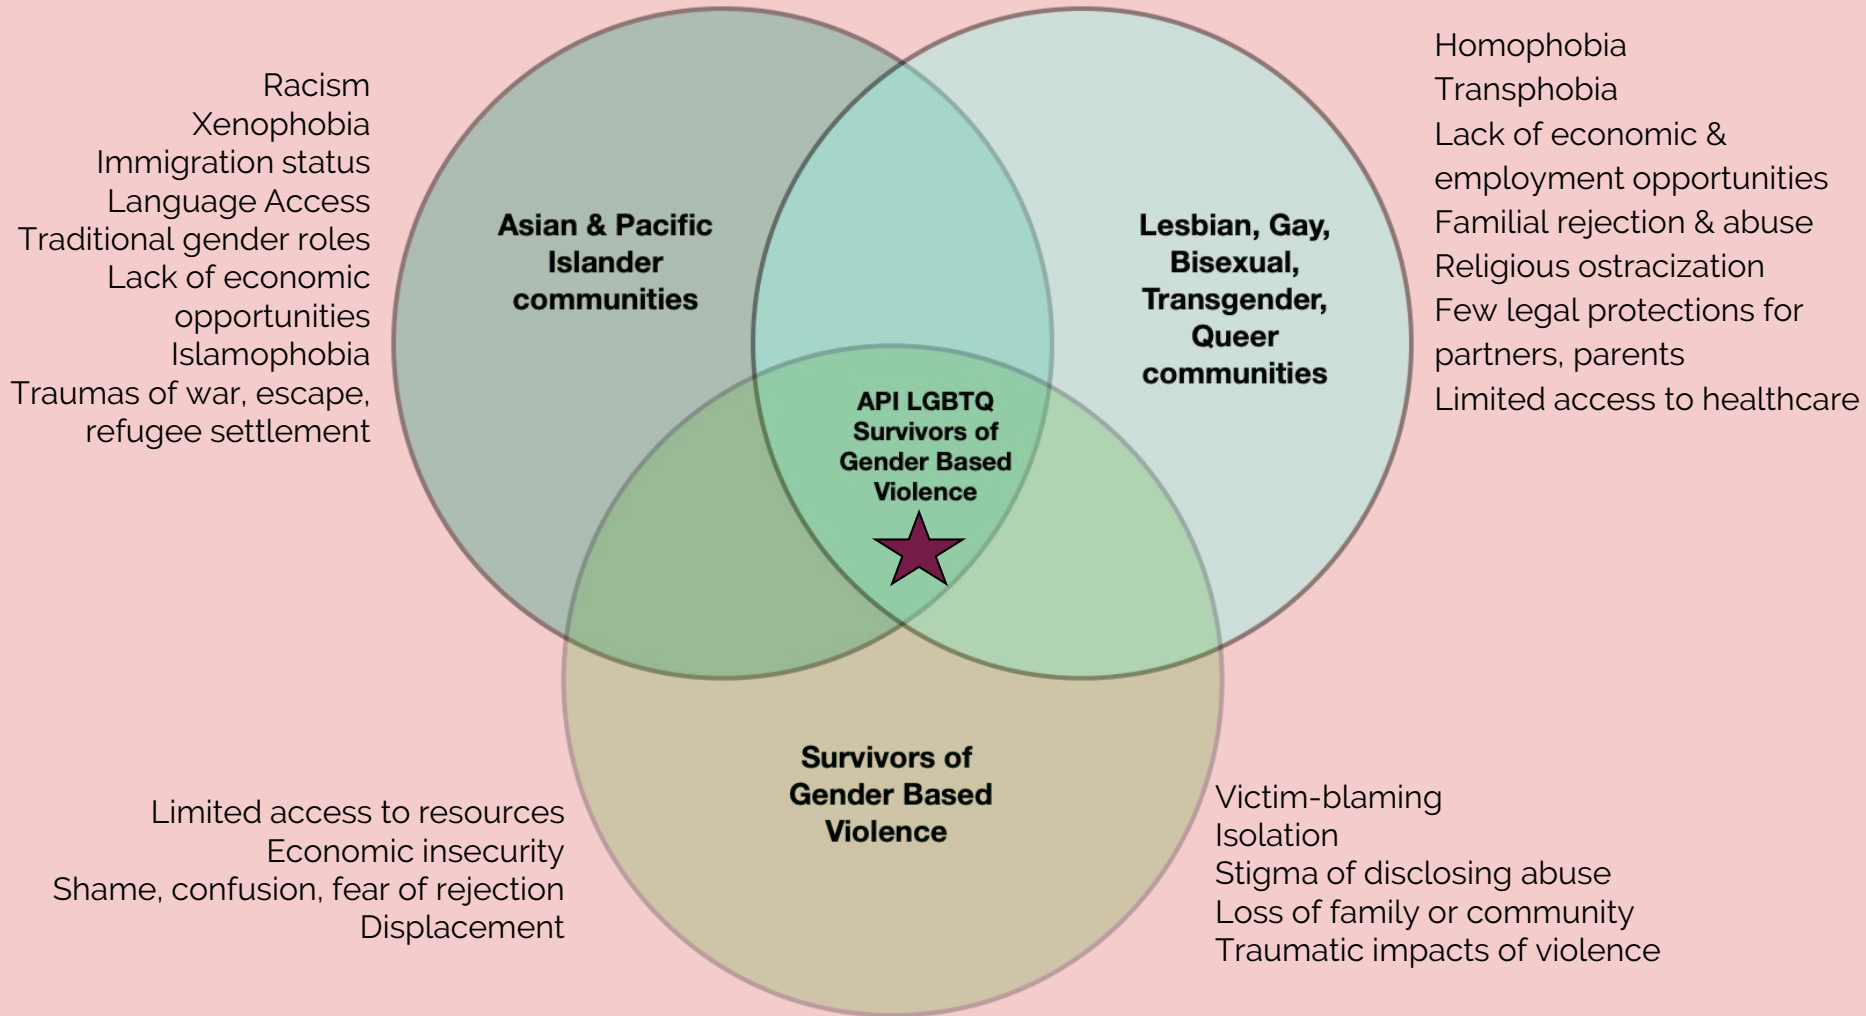 Racism
Xenophobia
Immigration status
Language Access
Traditional gender roles
Lack of economic
opportunities
Islamophobia
Traumas of war, escape,
refugee settlement
Asian & Pacific
Islander
communities
Lesbian, Gay,
Bisexual,
Transgender,
Queer
communities
Homophobia
Transphobia
Lack of economic &
employment opportunities
Familial rejection & abuse
Religious ostracization
Few legal protections for
partners, parents
Limited access to healthcare
API LGBTQ
Survivors of
Gender Based
Violence
Survivors of
Gender Based
Violence
Limited access to resources
Economic insecurity
Shame, confusion, fear of rejection
Displacement
Victim-blaming
Isolation
Stigma of disclosing abuse
Loss of family or community
Traumatic impacts of violence